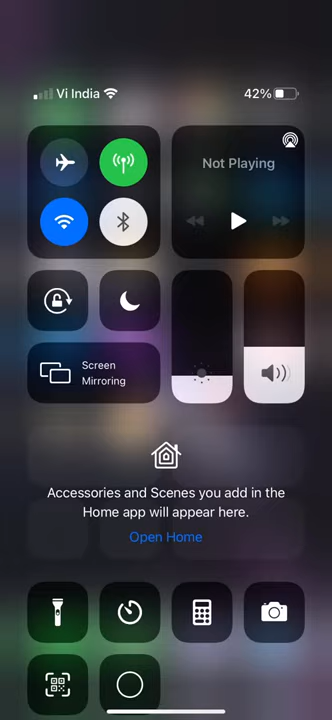 Vi India
42%
Not Playing
Screen
Mirroring
Accessories and Scenes you add in the
Home app will appear here.
Open Home